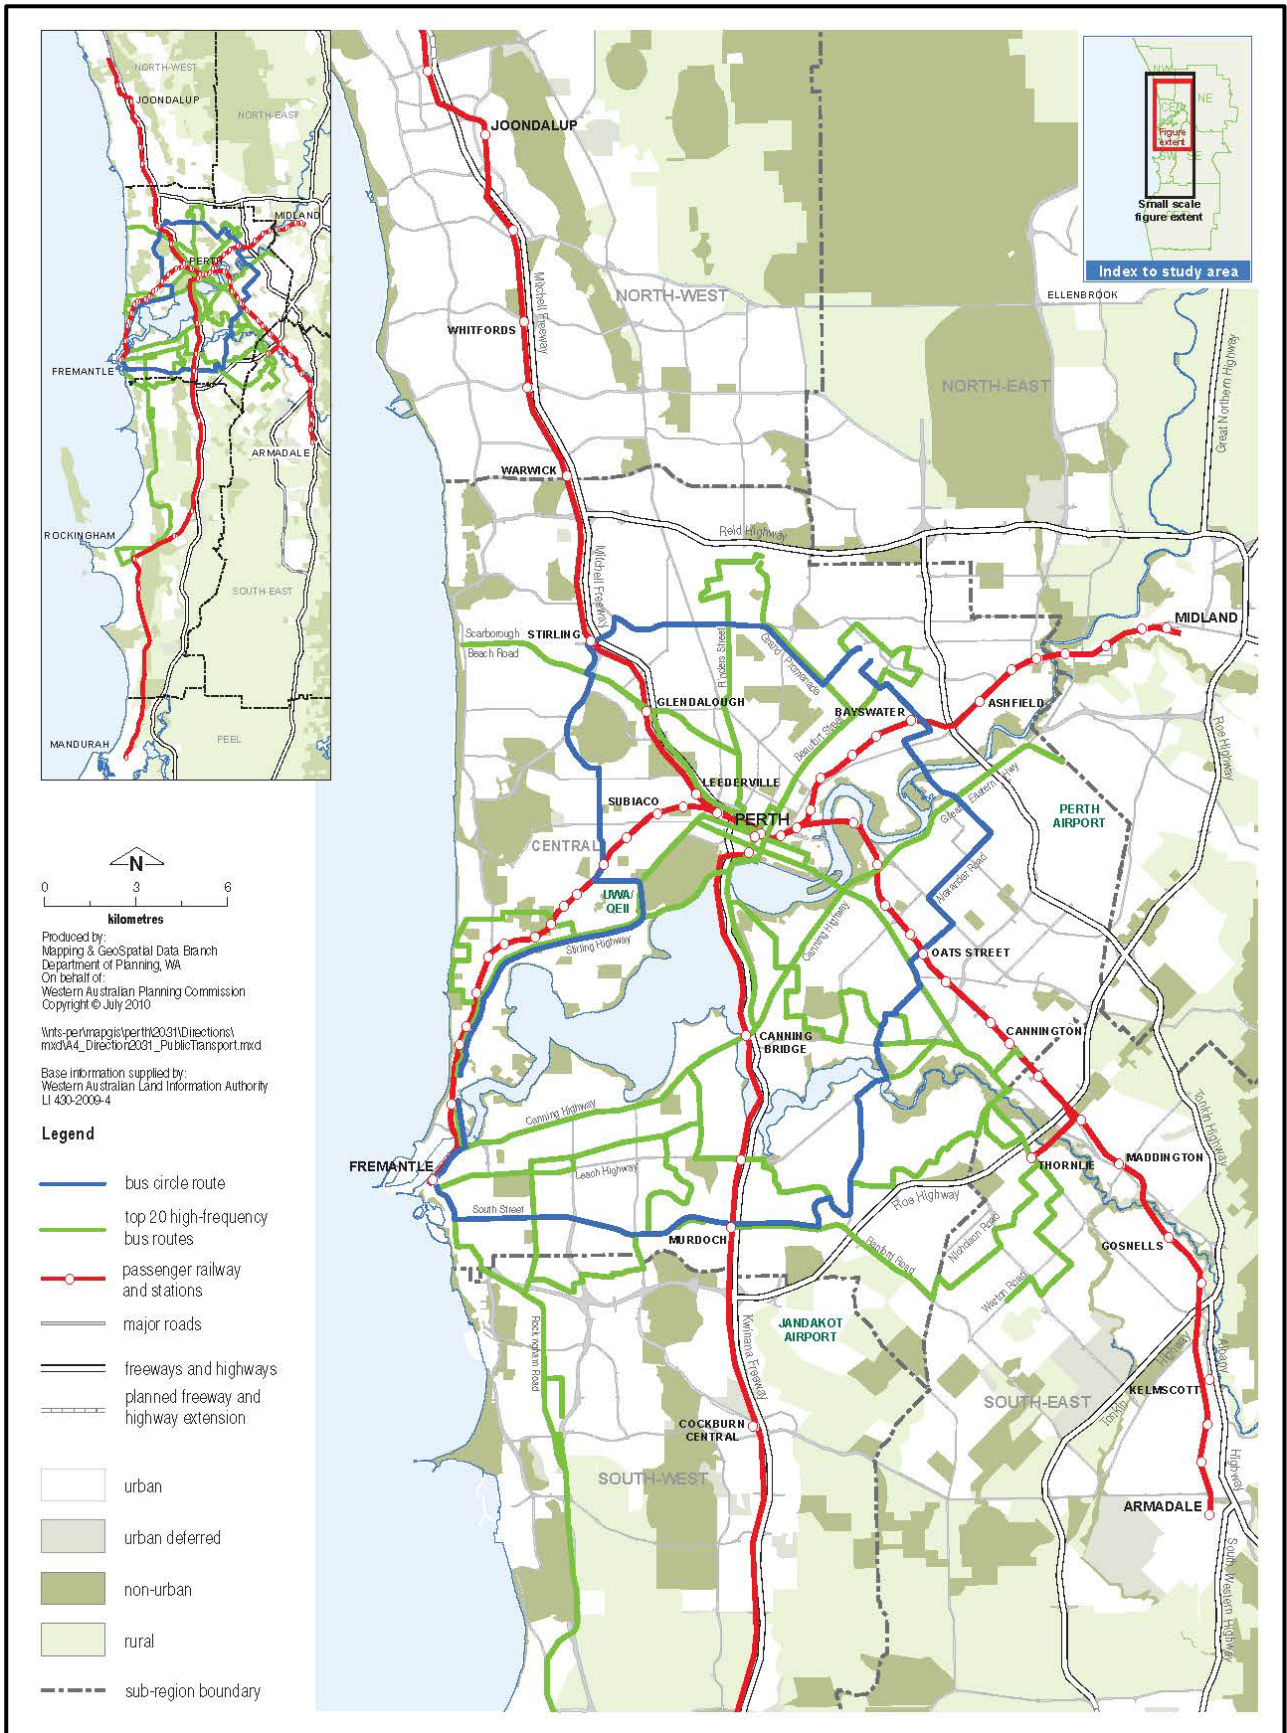 NORTH-WEST
JOONDALUP
NORTH-EAST
MIDLAND
PERTH
FREMANTLE
ARMADALE
ROCKINGHAM
SOUTH-EAST
MANDURAH
PEEL
N
0 3 6
kilometres
Produced by:
Mapping & GeoSpatial Data Branch
Department of Planning, WA
On behalf of:
Western Australian Planning Commission
Copyright © July 2010
\\nts-per\mapgis\perth\2031\Directions\
mxd\A4_Direction2031_PublicTransport.mxd
Base information supplied by:
Western Australian Land Information Authority
LI 430-2009-4
Legend
bus circle route
top 20 high-frequency
bus routes
passenger railway
and stations
major roads
freeways and highways
planned freeway and
highway extension
urban
urban deferred
non-urban
rural
sub-region boundary
NW
NE
Figure
extent
SW SE
Small scale
figure extent
Index to study area
JOONDALUP
Mitchell Freeway
NORTH-WEST
ELLENBROOK
WHITFORDS
NORTH-EAST
Great Northern Highway
WARWICK
Reid Highway
Mitchell Freeway
MIDLAND
Scarborough
Beach Road
STIRLING
Flinders Street
Grand Promenade
GLENDALOUGH
BAYSWATER
ASHFIELD
Beaufort Street
Roe Highway
LEEDERVILLE
SUBIACO
PERTH
Great Eastern Hwy
PERTH
AIRPORT
CENTRAL
UWA/
QEII
Alexander Road
Stirling Highway
Canning Highway
OATS STREET
CANNINGTON
CANNING
BRIDGE
Canning Highway
Tonkin Highway
FREMANTLE
Leach Highway
THORNLIE
MADDINGTON
Roa Highway
South Street
MURDOCH
Ranford Road
Nicholson Road
GOSNELLS
Warton Road
JANDAKOT
AIRPORT
Rockingham Road
Kwinana Freeway
Albany
Highway
KELMSCOTT
Tonkin
Highway
SOUTH-EAST
COCKBURN
CENTRAL
SOUTH-WEST
ARMADALE
South Western Highway